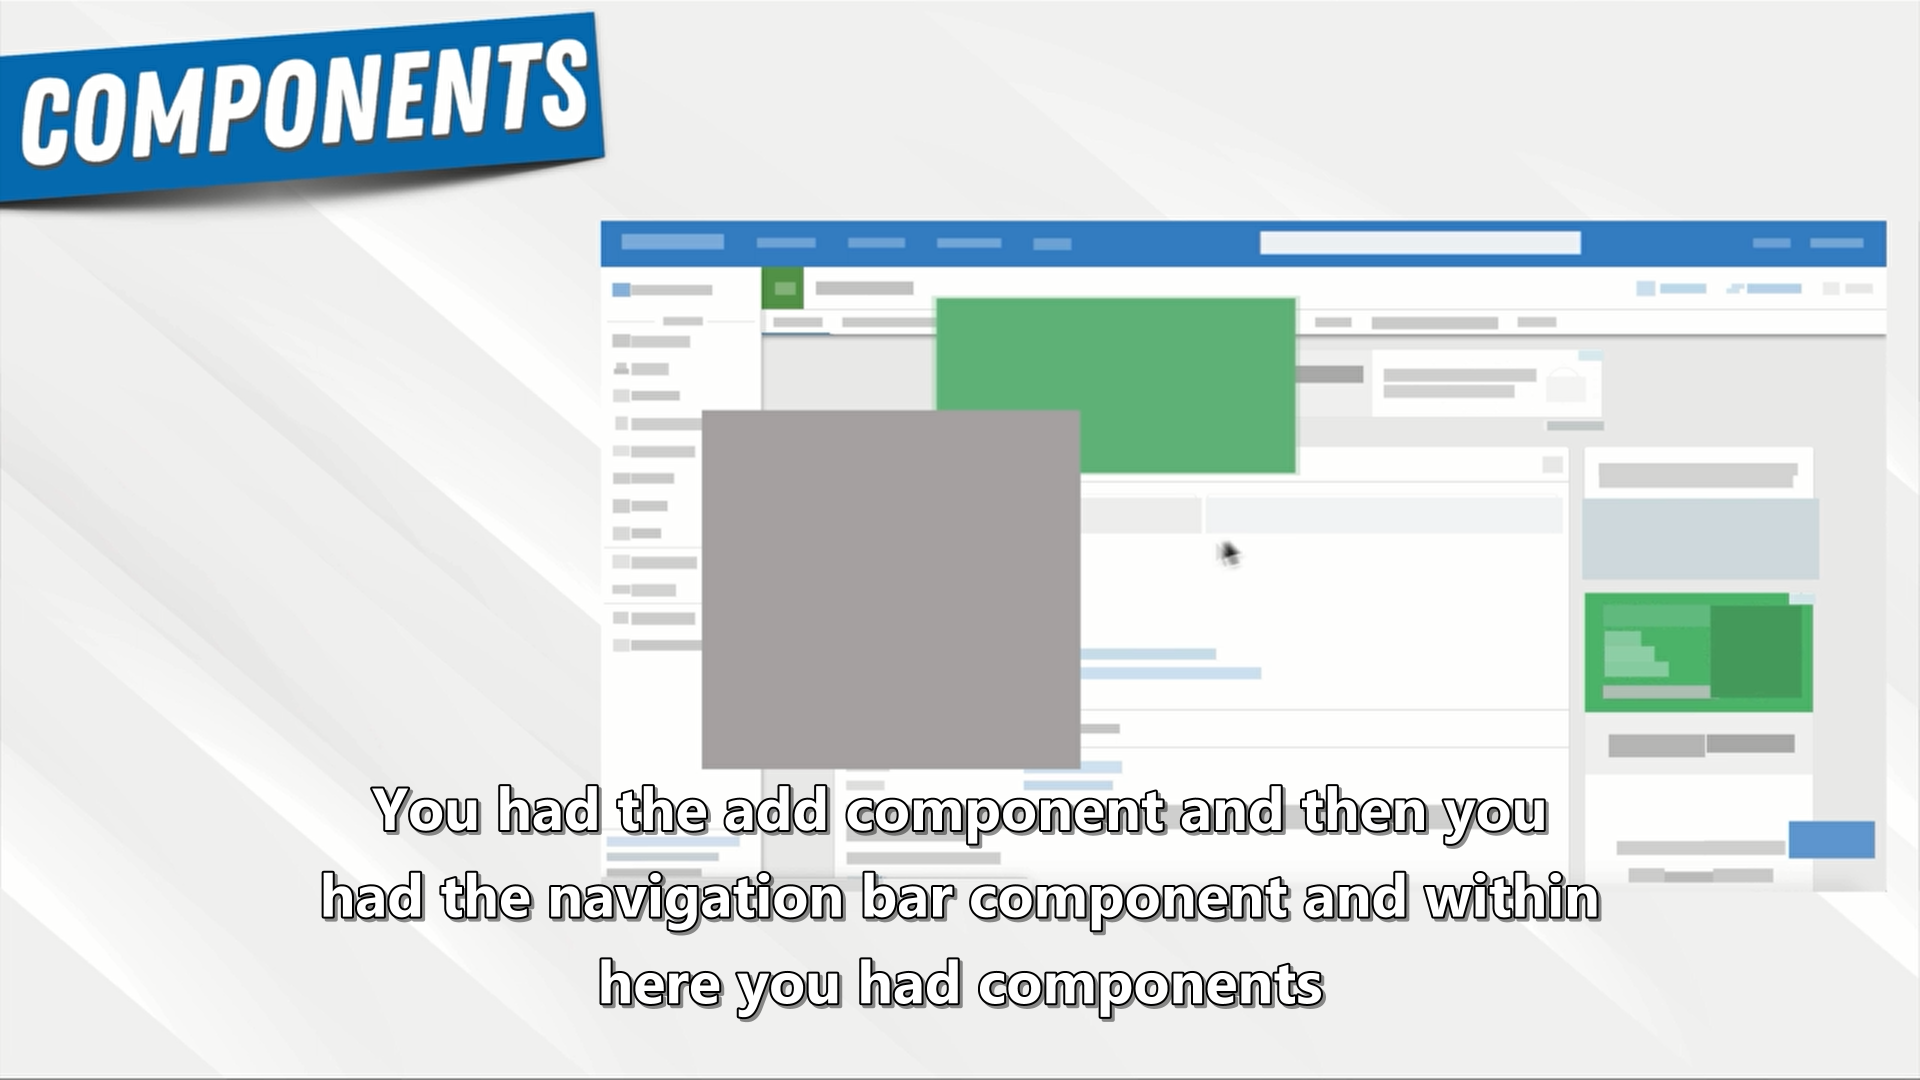 COMPONENTS
You had the add component and then you
had the navigation bar component and within
here you had components